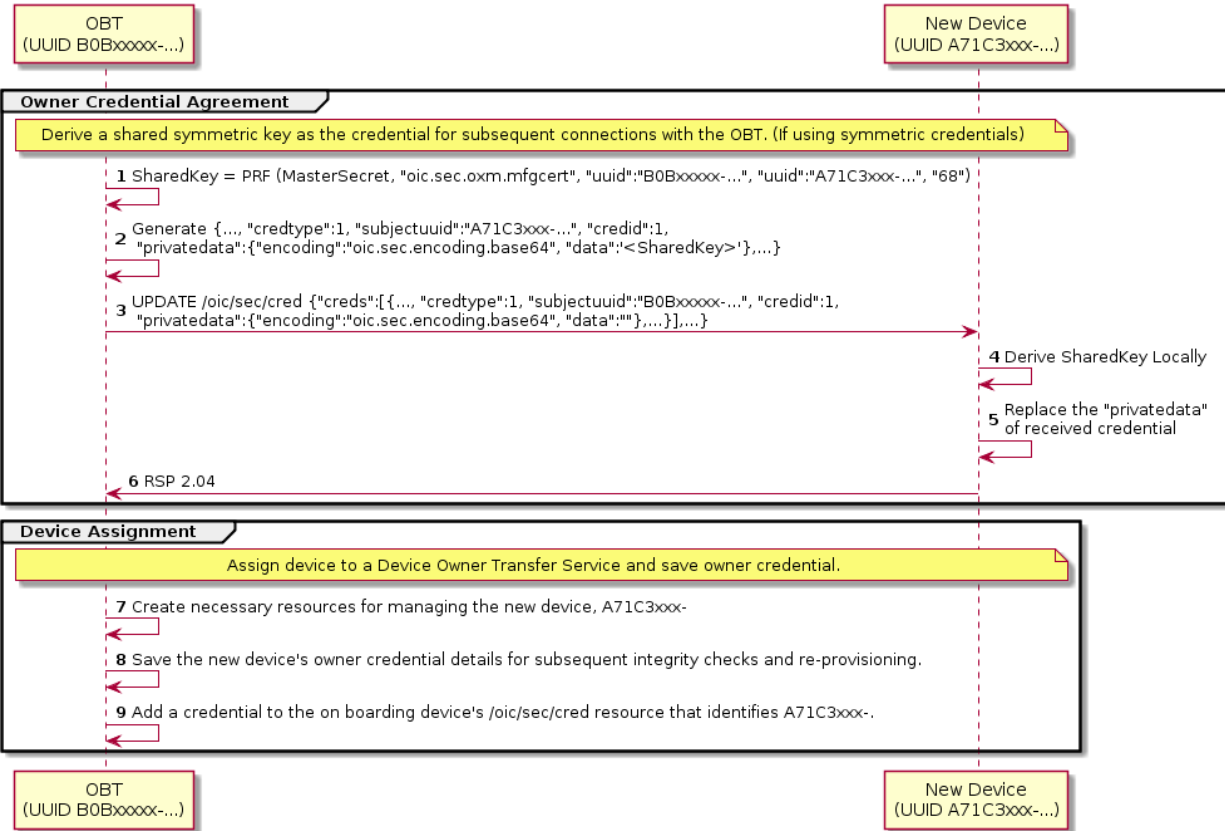 OBT
(UUID B0Bxxxxx-...)
New Device
(UUID A71C3xxx-...)
Owner Credential Agreement
Derive a shared symmetric key as the credential for subsequent connections with the OBT. (If using symmetric credentials)
1 SharedKey = PRF (MasterSecret, "oic.sec.oxm.mfgcert", "uuid":"B0Bxxxxx-...", "uuid":"A71C3xxx-...", "68")
2 Generate {..., "credtype":1, "subjectuuid":"A71C3xxx-...", "credid":1,
"privatedata":{"encoding":"oic.sec.encoding.base64", "data":'<SharedKey>'},...}
3 UPDATE /oic/sec/cred {"creds":[{..., "credtype":1, "subjectuuid":"B0Bxxxxx-...", "credid":1,
"privatedata":{"encoding":"oic.sec.encoding.base64", "data":""},...}],...}
4 Derive SharedKey Locally
5 Replace the "privatedata"
of received credential
6 RSP 2.04
Device Assignment
Assign device to a Device Owner Transfer Service and save owner credential.
7 Create necessary resources for managing the new device, A71C3xxx-
8 Save the new device's owner credential details for subsequent integrity checks and re-provisioning.
9 Add a credential to the on boarding device's /oic/sec/cred resource that identifies A71C3xxx-.
OBT
(UUID B0Bxxxxx-...)
New Device
(UUID A71C3xxx-...)